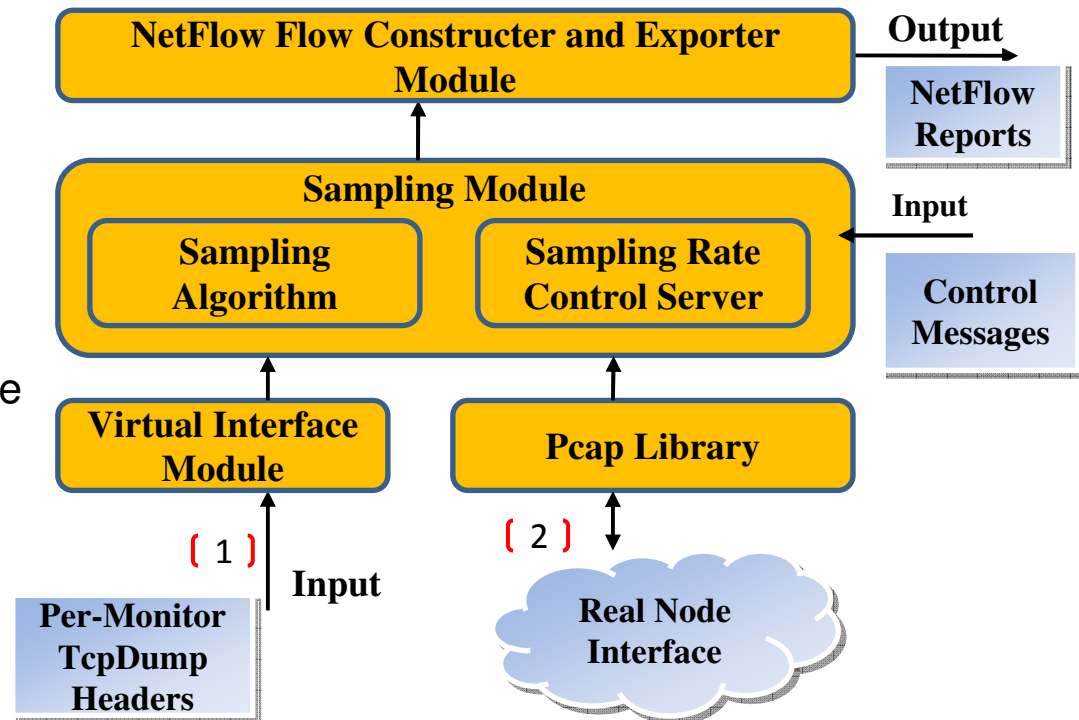 NetFlow Flow Constructer and Exporter
Module
Output
NetFlow
Reports
Sampling Module
Sampling
Algorithm
Sampling Rate
Control Server
Input
Control
Messages
e
Virtual Interface
Module
Pcap Library
[ 1 ]
Input
[ 2 ]
Per-Monitor
TcpDump
Headers
Real Node
Interface